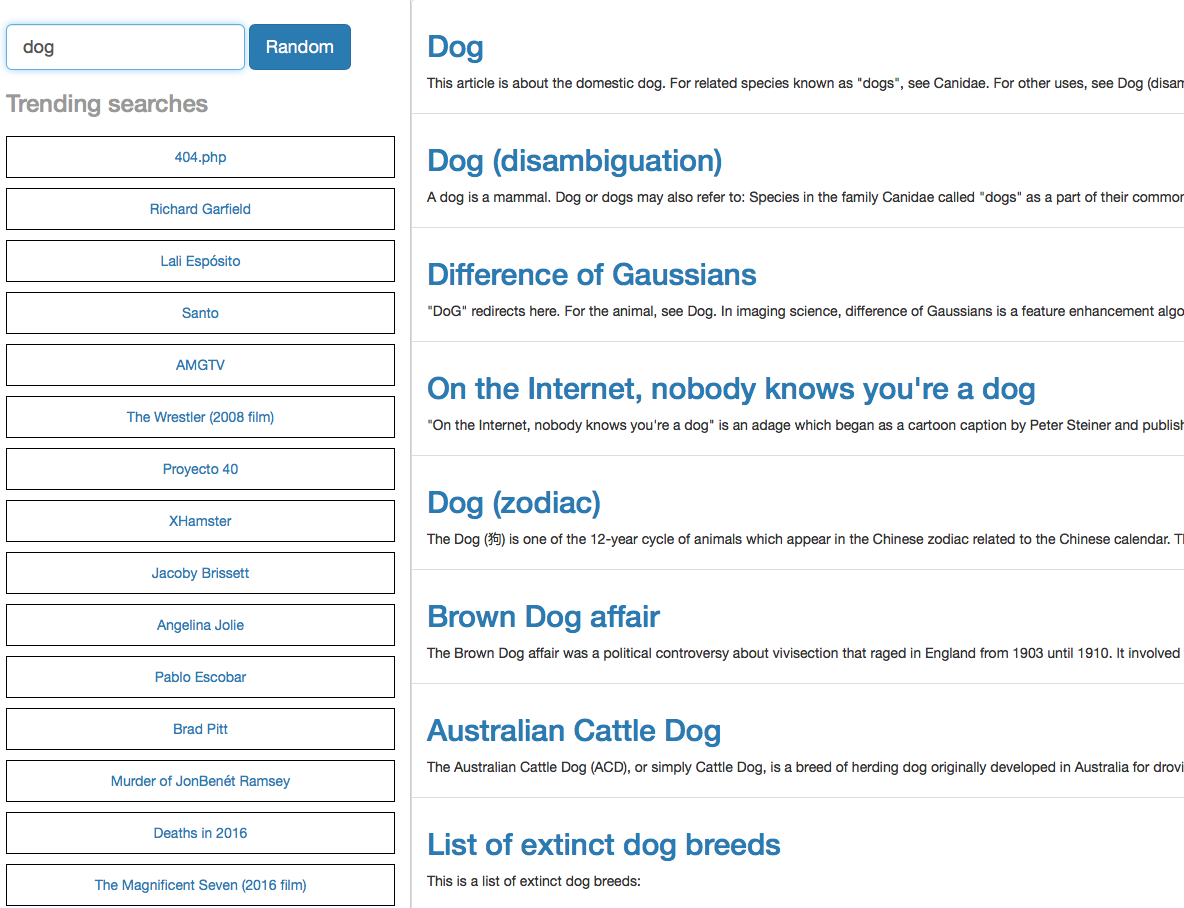 dog
Random
Trending searches
404.php
Richard Garfield
Lali Espósito
Santo
AMGTV
The Wrestler (2008 film)
Proyecto 40
XHamster
Jacoby Brissett
Angelina Jolie
Pablo Escobar
Brad Pitt
Murder of JonBenét Ramsey
Deaths in 2016
The Magnificent Seven (2016 film)
Dog
This article is about the domestic dog. For related species known as "dogs", see Canidae. For other uses, see Dog (disam
Dog (disambiguation)
A dog is a mammal. Dog or dogs may also refer to: Species in the family Canidae called "dogs" as a part of their common
Difference of Gaussians
"DoG" redirects here. For the animal, see Dog. In imaging science, difference of Gaussians is a feature enhancement algo
On the Internet, nobody knows you're a dog
"On the Internet, nobody knows you're a dog" is an adage which began as a cartoon caption by Peter Steiner and publish
Dog (zodiac)
The Dog (狗) is one of the 12-year cycle of animals which appear in the Chinese zodiac related to the Chinese calendar. T
Brown Dog affair
The Brown Dog affair was a political controversy about vivisection that raged in England from 1903 until 1910. It involved
Australian Cattle Dog
The Australian Cattle Dog (ACD), or simply Cattle Dog, is a breed of herding dog originally developed in Australia for drovi
List of extinct dog breeds
This is a list of extinct dog breeds: